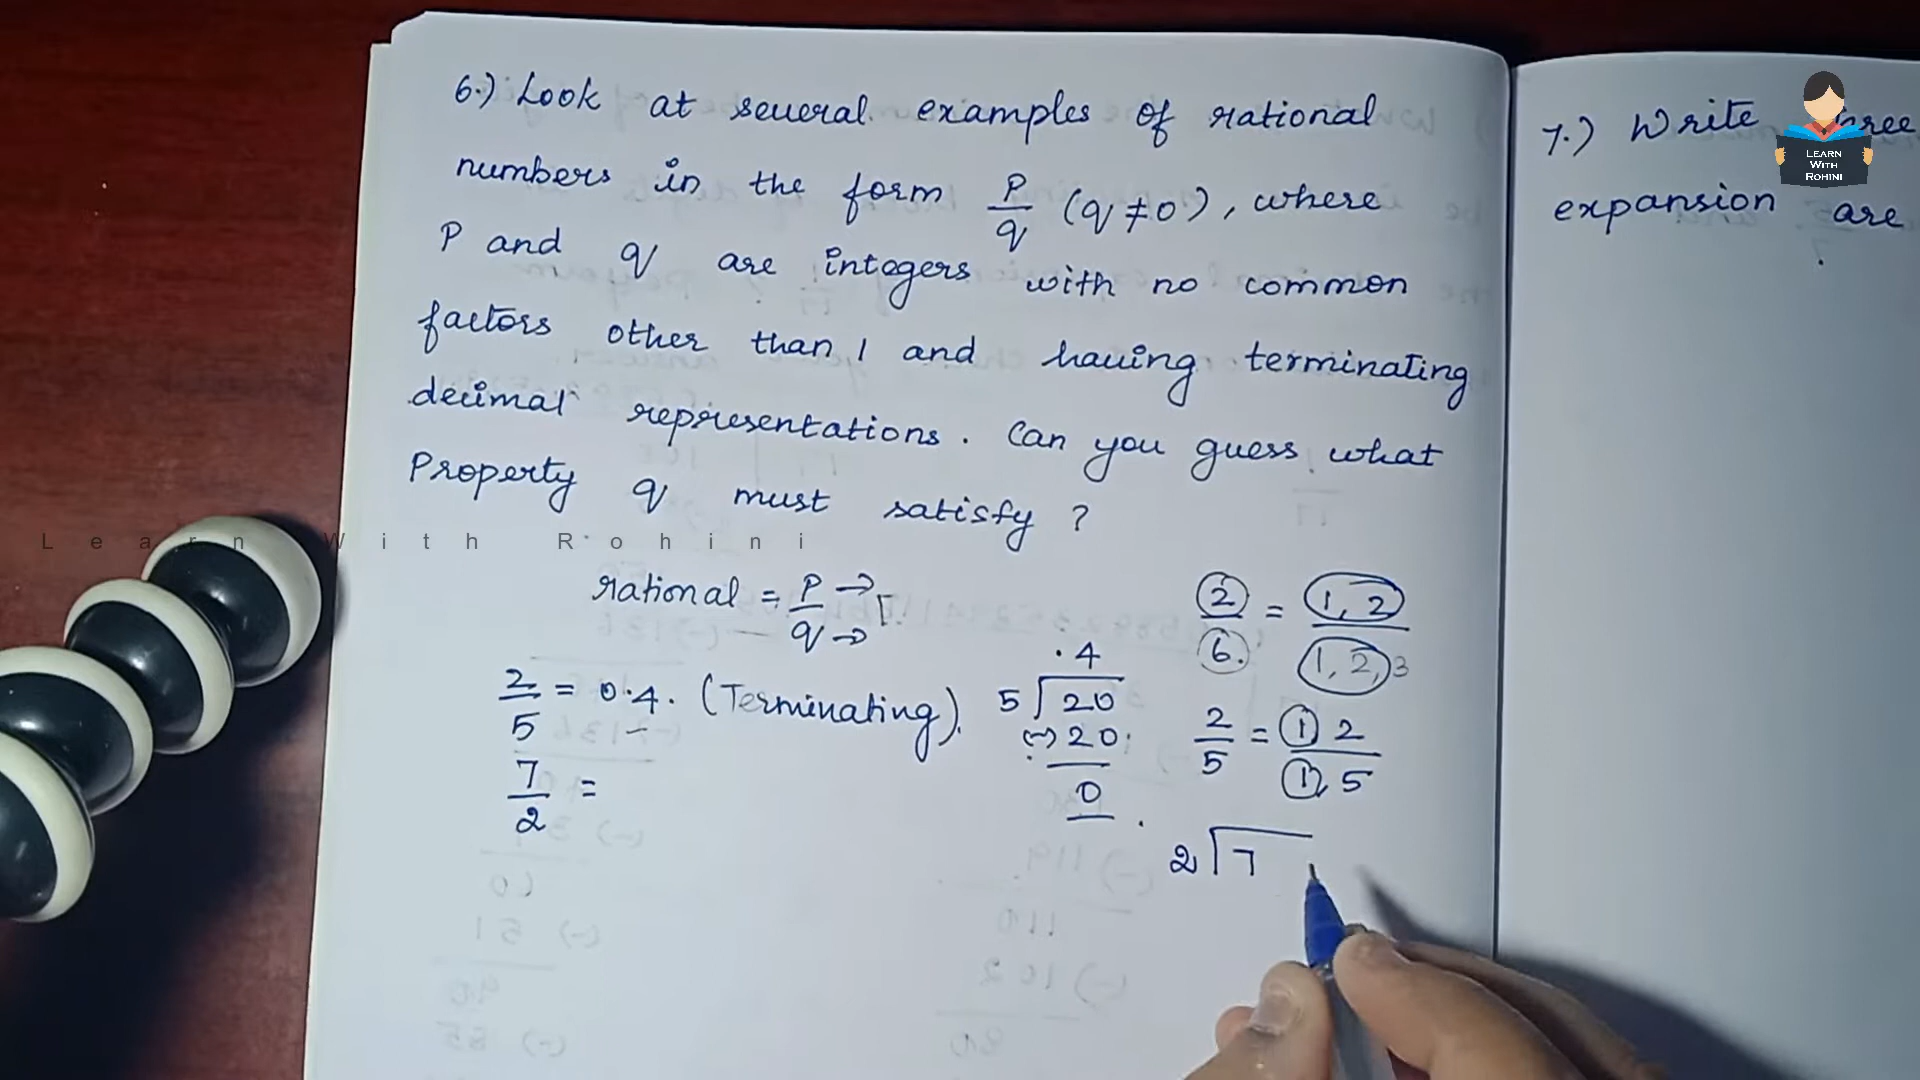 6.) Look at several examples of rational
numbers in the form P/q (q ≠ 0), where
P and q are integers with no common
factors other than 1 and having terminating
decimal representations. Can you guess what
Property q must satisfy ?
rational = P/q → I
2/5 = 0.4. (Terminating).
7/2 =
.4
5 20
(-) 20
0
2/6. = 1, 2 / 1, 2, 3
2/5 = 1, 2 / 1, 5
2 7
7.) Write
expansion are
LEARN
WITH
ROHINI
Learn With Rohini